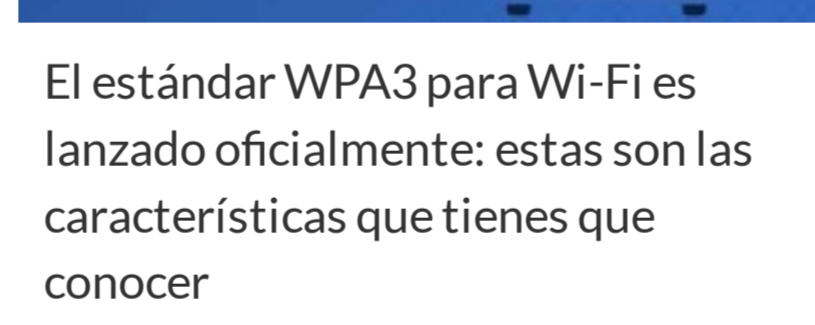 El estándar WPA3 para Wi-Fi es
lanzado oficialmente: estas son las
características que tienes que
conocer